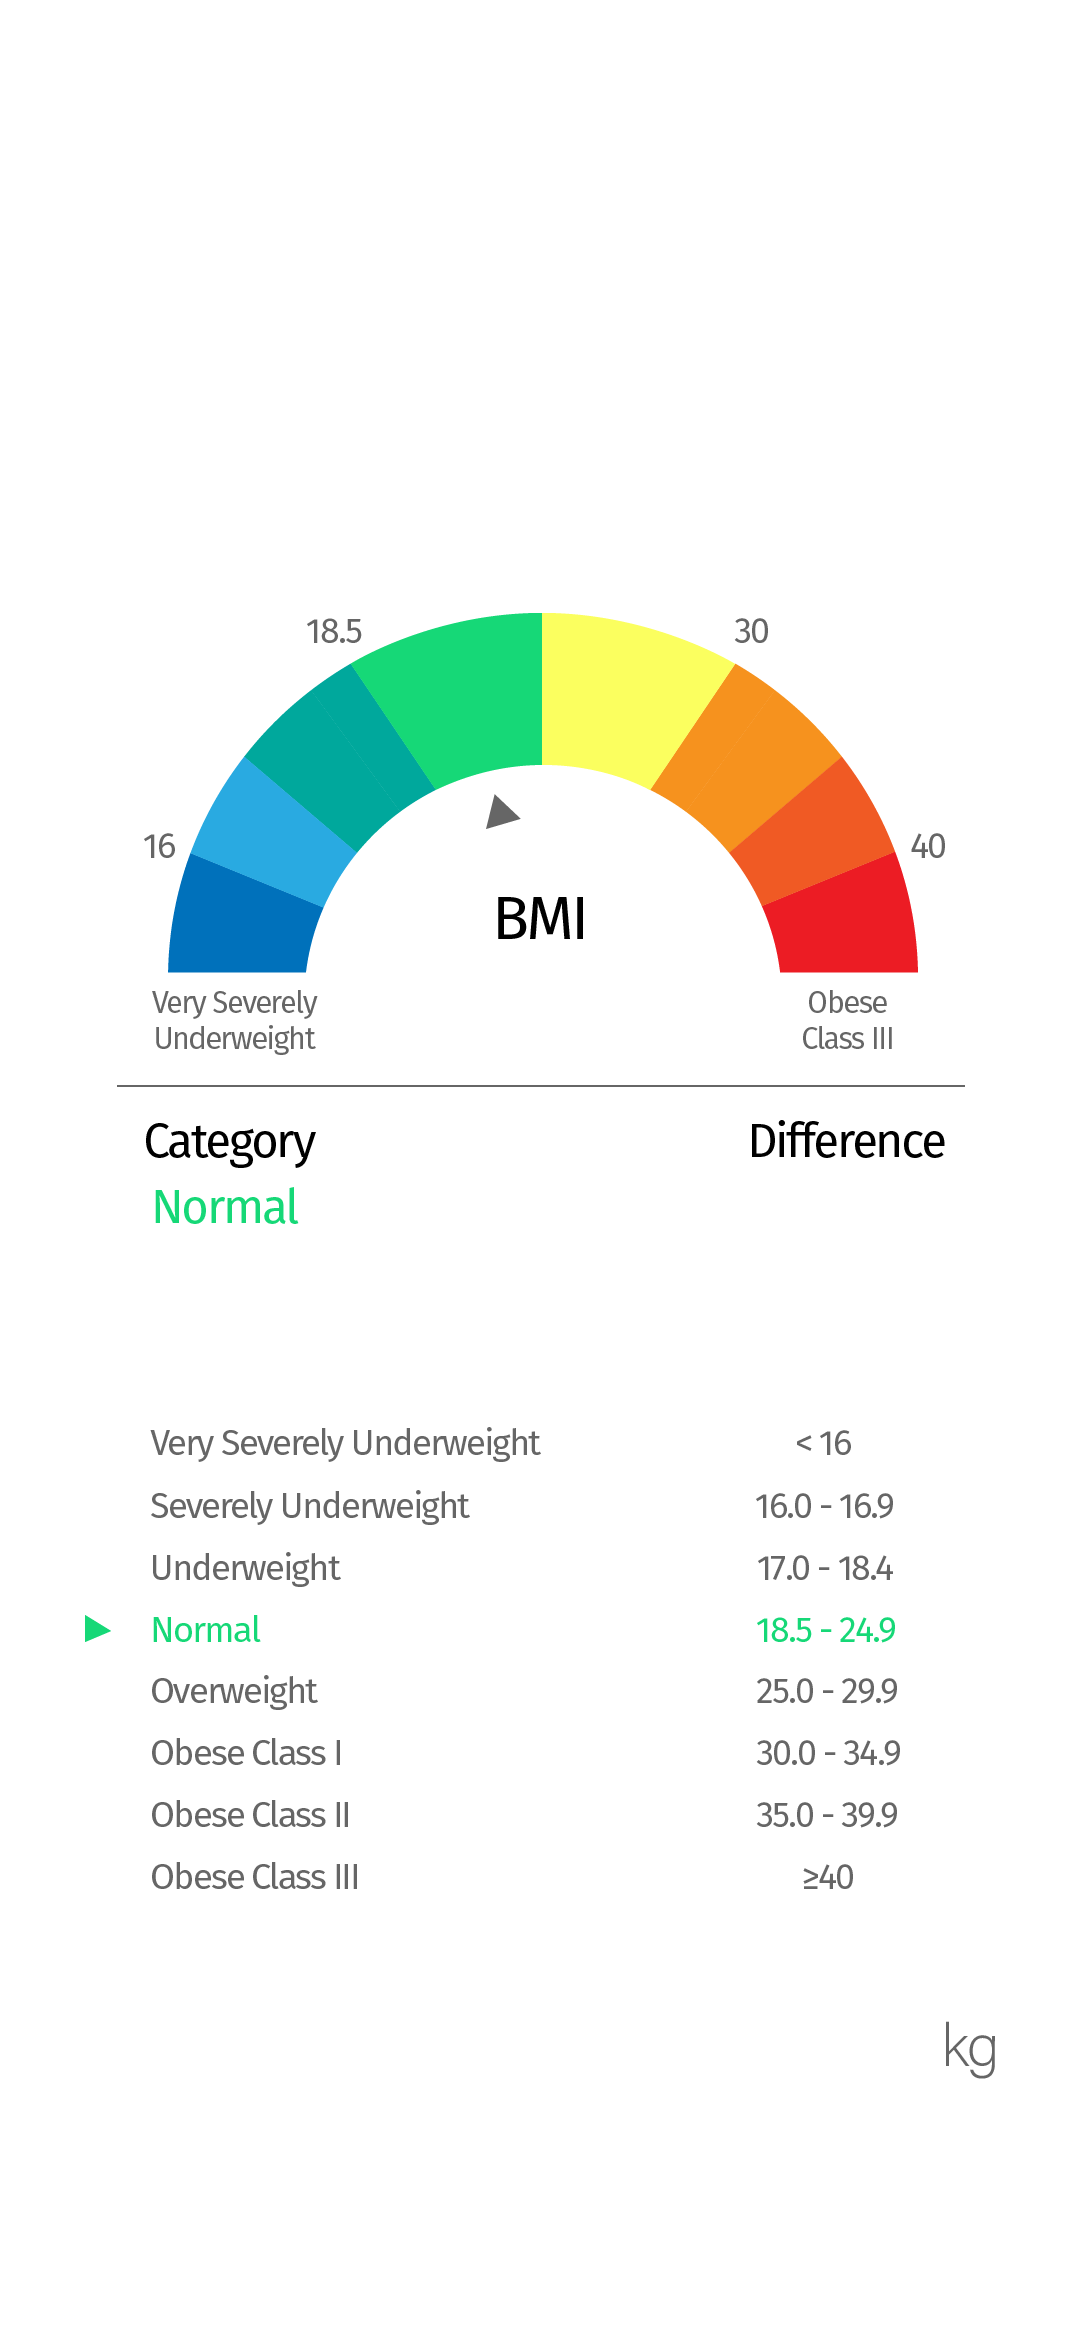 18.5
30
16
40
BMI
Very Severely
Underweight
Obese
Class III
Category
Difference
Normal
Very Severely Underweight < 16
Severely Underweight 16.0 - 16.9
Underweight 17.0 - 18.4
Normal 18.5 - 24.9
Overweight 25.0 - 29.9
Obese Class I 30.0 - 34.9
Obese Class II 35.0 - 39.9
Obese Class III ≥40
kg